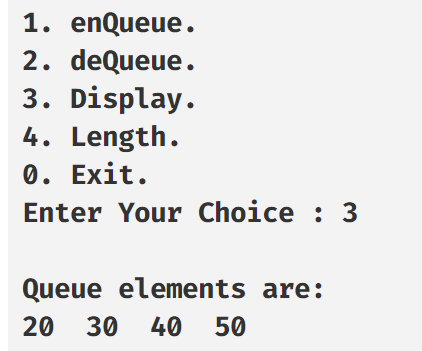 1. enQueue.
2. deQueue.
3. Display.
4. Length.
0. Exit.
Enter Your Choice : 3
Queue elements are:
20  30  40  50